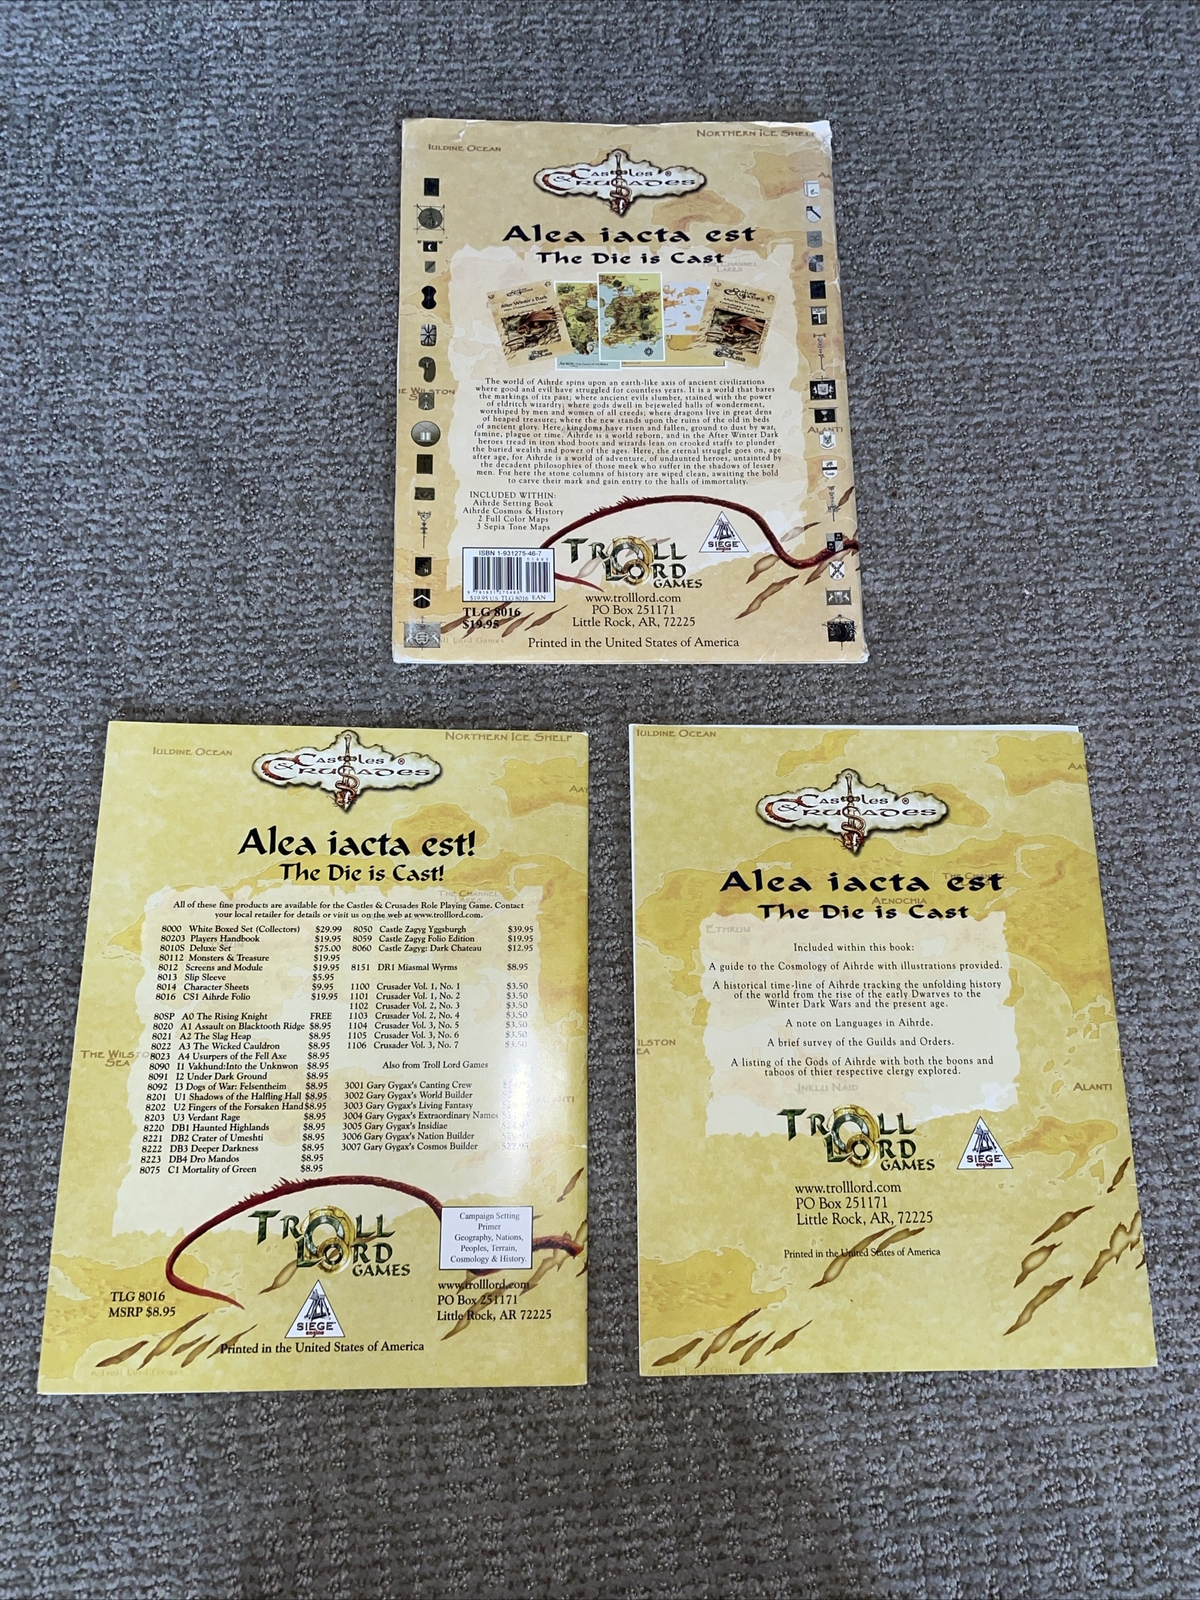 IULDINE OCEAN
NORTHERN ICE SHELF
Castles & Crusades ®
Alea iacta est
The Die is Cast
After Winter's Dark
The world of Aihrde spins upon an earth-like axis of ancient civilizations
where good and evil have struggled for countless years. It is a world that bares
the markings of its past; where ancient evils slumber, stained with the power
of eldritch wizardry; where gods dwell in bejeweled halls of wonderment,
worshiped by men and women of all creeds; where dragons live in great dens
of heaped treasure; where the new stands upon the ruins of the old in beds
of ancient glory. Here, kingdoms have risen and fallen, ground to dust by war,
famine, plague or time. Aihrde is a world reborn, and in the After Winter Dark
heroes tread in iron shod boots and wizards lean on crooked staffs to plunder
the buried wealth and power of the ages. Here, the eternal struggle goes on, age
after age, for Aihrde is a world of adventure, of undaunted heroes, untainted by
the decadent philosophies of those meek who suffer in the shadows of lesser
men. For here the stone columns of history are wiped clean, awaiting the bold
to carve their mark and gain entry to the halls of immortality.
ALANTI
INCLUDED WITHIN:
Aihrde Setting Book
Aihrde Cosmos & History
2 Full Color Maps
3 Sepia Tone Maps
ISBN 1-931275-46-7
$19.95 U.S. TLG 8016 EAN
TROLL LORD GAMES
SIEGE engine
TLG 8016
$19.95
www.trolllord.com
PO Box 251171
Little Rock, AR, 72225
Printed in the United States of America
IULDINE OCEAN
NORTHERN ICE SHELF
Castles & Crusades ®
Alea iacta est!
The Die is Cast!
THE CHANNEL
All of these fine products are available for the Castles & Crusades Role Playing Game. Contact
your local retailer for details or visit us on the web at www.trolllord.com.
8000 White Boxed Set (Collectors) $29.99
80203 Players Handbook $19.95
8010S Deluxe Set $75.00
80112 Monsters & Treasure $19.95
8012 Screens and Module $19.95
8013 Slip Sleeve $5.95
8014 Character Sheets $9.95
8016 CS1 Aihrde Folio $19.95
80SP A0 The Rising Knight FREE
8020 A1 Assault on Blacktooth Ridge $8.95
8021 A2 The Slag Heap $8.95
8022 A3 The Wicked Cauldron $8.95
8023 A4 Usurpers of the Fell Axe $8.95
8090 I1 Vakhund:Into the Unknwon $8.95
8091 I2 Under Dark Ground $8.95
8092 I3 Dogs of War: Felsentheim $8.95
8201 U1 Shadows of the Halfling Hall $8.95
8202 U2 Fingers of the Forsaken Hand $8.95
8203 U3 Verdant Rage $8.95
8220 DB1 Haunted Highlands $8.95
8221 DB2 Crater of Umeshti $8.95
8222 DB3 Deeper Darkness $8.95
8223 DB4 Dro Mandos $8.95
8075 C1 Mortality of Green $8.95
8050 Castle Zagyg Yggsburgh $39.95
8059 Castle Zagyg Folio Edition $19.95
8060 Castle Zagyg: Dark Chateau $12.95
8151 DR1 Miasmal Wyrms $8.95
1100 Crusader Vol. 1, No. 1 $3.50
1101 Crusader Vol. 1, No. 2 $3.50
1102 Crusader Vol. 2, No. 3 $3.50
1103 Crusader Vol. 2, No. 4 $3.50
1104 Crusader Vol. 3, No. 5 $3.50
1105 Crusader Vol. 3, No. 6 $3.50
1106 Crusader Vol. 3, No. 7 $3.50
Also from Troll Lord Games
3001 Gary Gygax's Canting Crew
3002 Gary Gygax's World Builder
3003 Gary Gygax's Living Fantasy
3004 Gary Gygax's Extraordinary Names
3005 Gary Gygax's Insidiae
3006 Gary Gygax's Nation Builder
3007 Gary Gygax's Cosmos Builder
THE WILSTON
SEA
TROLL LORD GAMES
Campaign Setting
Primer
Geography, Nations,
Peoples, Terrain,
Cosmology & History.
TLG 8016
MSRP $8.95
SIEGE engine
www.trolllord.com
PO Box 251171
Little Rock, AR 72225
Printed in the United States of America
© Troll Lord Games
IULDINE OCEAN
Castles & Crusades ®
Alea iacta est
The Die is Cast
AENOCHIA
ETHRUM
Included within this book:
A guide to the Cosmology of Aihrde with illustrations provided.
A historical time-line of Aihrde tracking the unfolding history
of the world from the rise of the early Dwarves to the
Winter Dark Wars and the present age.
A note on Languages in Aihrde.
A brief survey of the Guilds and Orders.
A listing of the Gods of Aihrde with both the boons and
taboos of thier respective clergy explored.
INKLU NAID
ALANTI
TROLL LORD GAMES
SIEGE engine
www.trolllord.com
PO Box 251171
Little Rock, AR, 72225
Printed in the United States of America
© Troll Lord Games